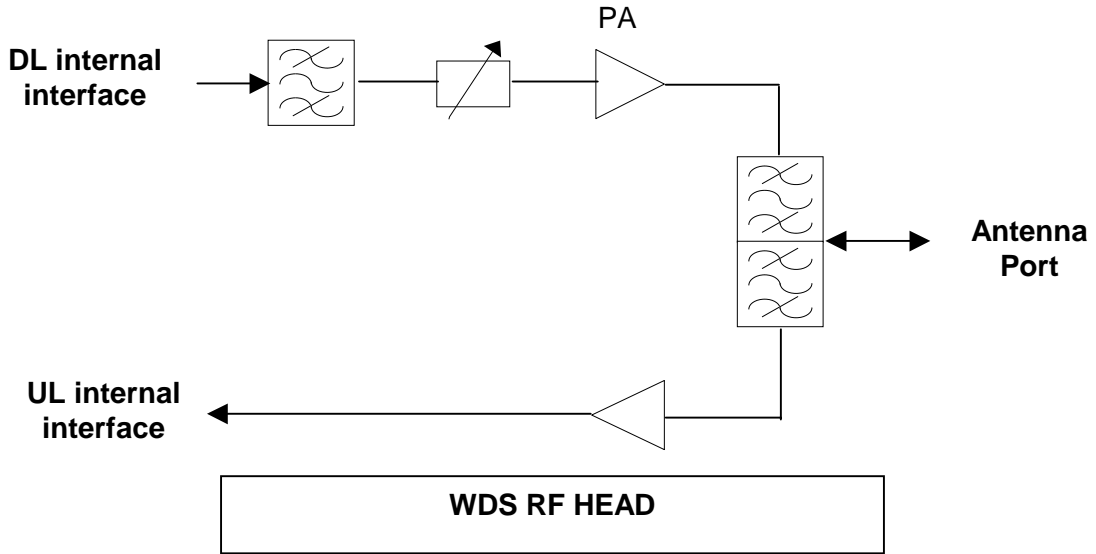 PA
DL internal
interface
Antenna
Port
UL internal
interface
WDS RF HEAD